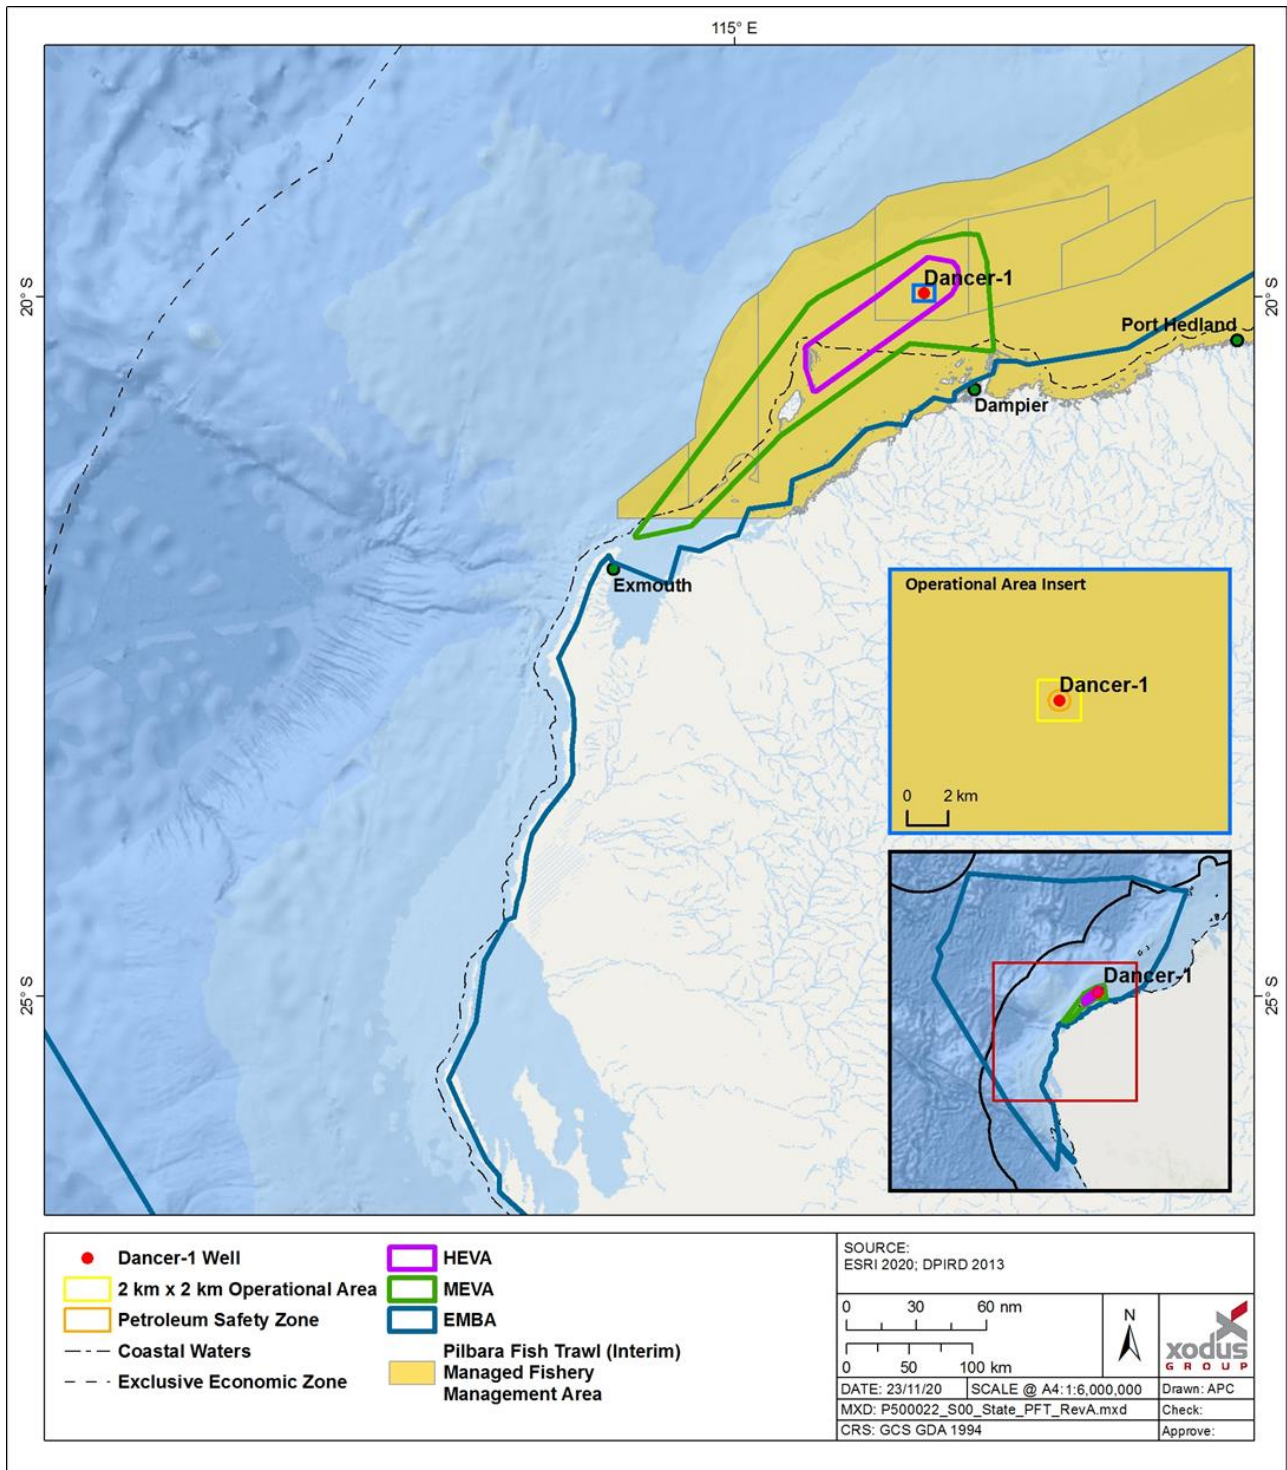 115° E
20° S
20° S
Dancer-1
Port Hedland
Dampier
Exmouth
Operational Area Insert
Dancer-1
0 2 km
25° S
25° S
Dancer-1
Dancer-1 Well
2 km x 2 km Operational Area
Petroleum Safety Zone
Coastal Waters
Exclusive Economic Zone
HEVA
MEVA
EMBA
Pilbara Fish Trawl (Interim)
Managed Fishery
Management Area
SOURCE:
ESRI 2020; DPIRD 2013
0 30 60 nm
0 50 100 km
N
xodus
GROUP
DATE: 23/11/20
SCALE @ A4:1:6,000,000
Drawn: APC
MXD: P500022_S00_State_PFT_RevA.mxd
Check:
CRS: GCS GDA 1994
Approve: